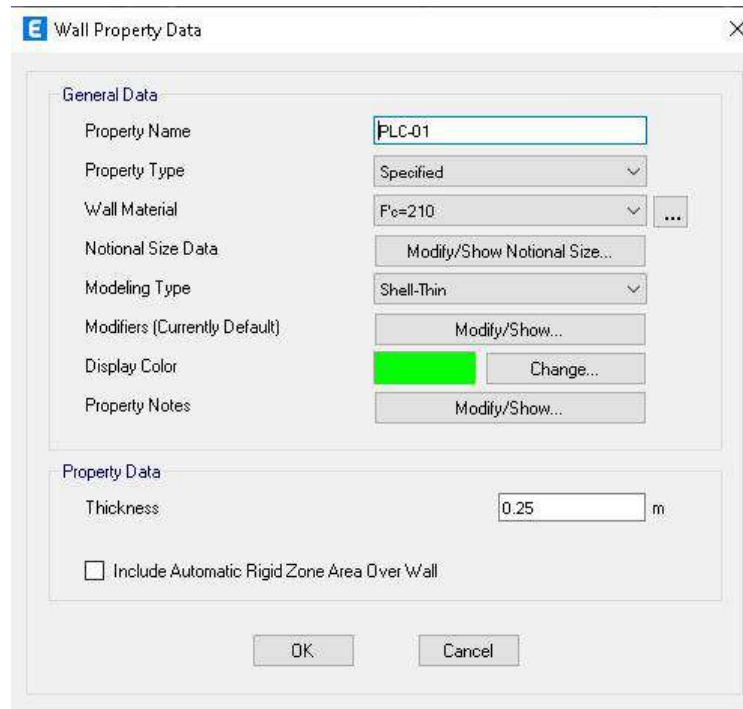 E Wall Property Data
General Data
Property Name PLC-01
Property Type Specified
Wall Material F'c=210 ...
Notional Size Data Modify/Show Notional Size...
Modeling Type Shell-Thin
Modifiers (Currently Default) Modify/Show...
Display Color Change...
Property Notes Modify/Show...
Property Data
Thickness 0.25 m
Include Automatic Rigid Zone Area Over Wall
OK Cancel